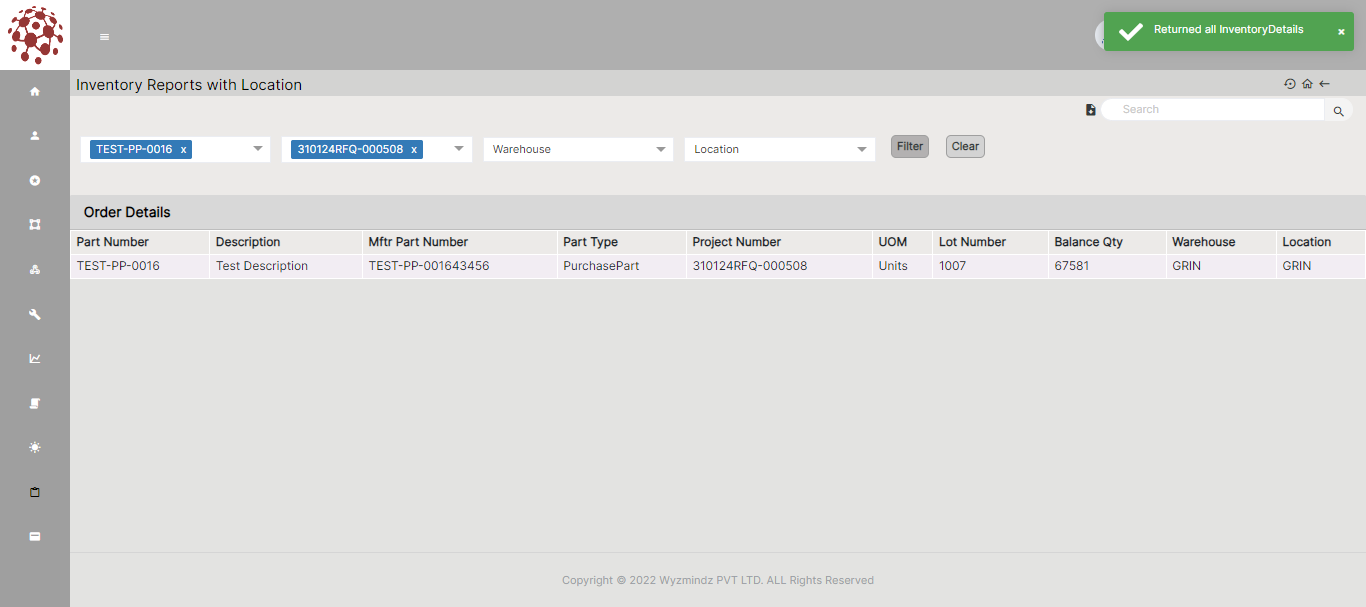 Returned all InventoryDetails ×
Inventory Reports with Location
Search
TEST-PP-0016 x 310124RFQ-000508 x Warehouse Location Filter Clear
Order Details
Part Number Description Mftr Part Number Part Type Project Number UOM Lot Number Balance Qty Warehouse Location
TEST-PP-0016 Test Description TEST-PP-001643456 PurchasePart 310124RFQ-000508 Units 1007 67581 GRIN GRIN
Copyright © 2022 Wyzmindz PVT LTD. ALL Rights Reserved